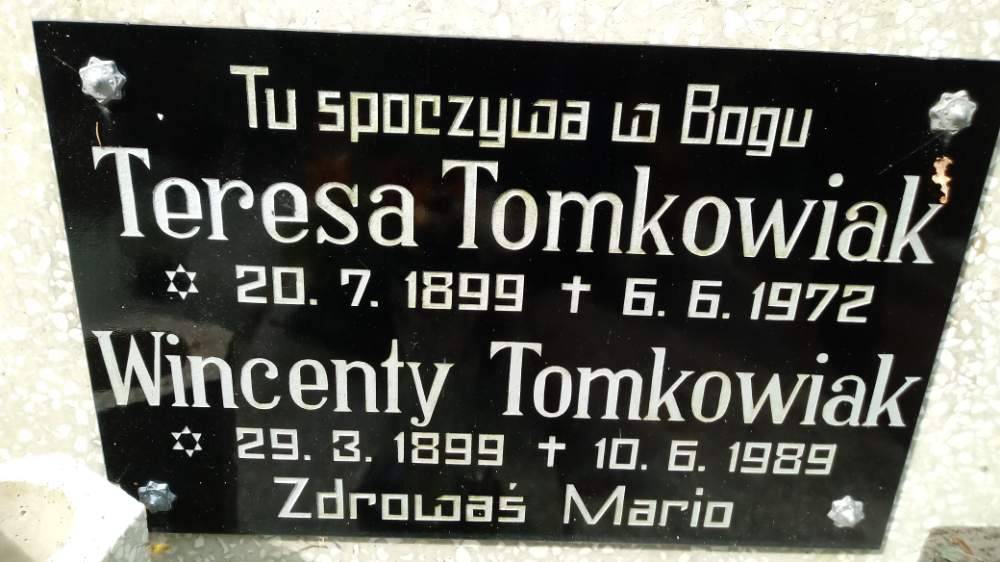 Tu spoczywa w Bogu
Teresa Tomkowiak
✡ 20. 7. 1899 † 6. 6. 1972
Wincenty Tomkowiak
✡ 29. 3. 1899 † 10. 6. 1989
Zdrowaś Mario